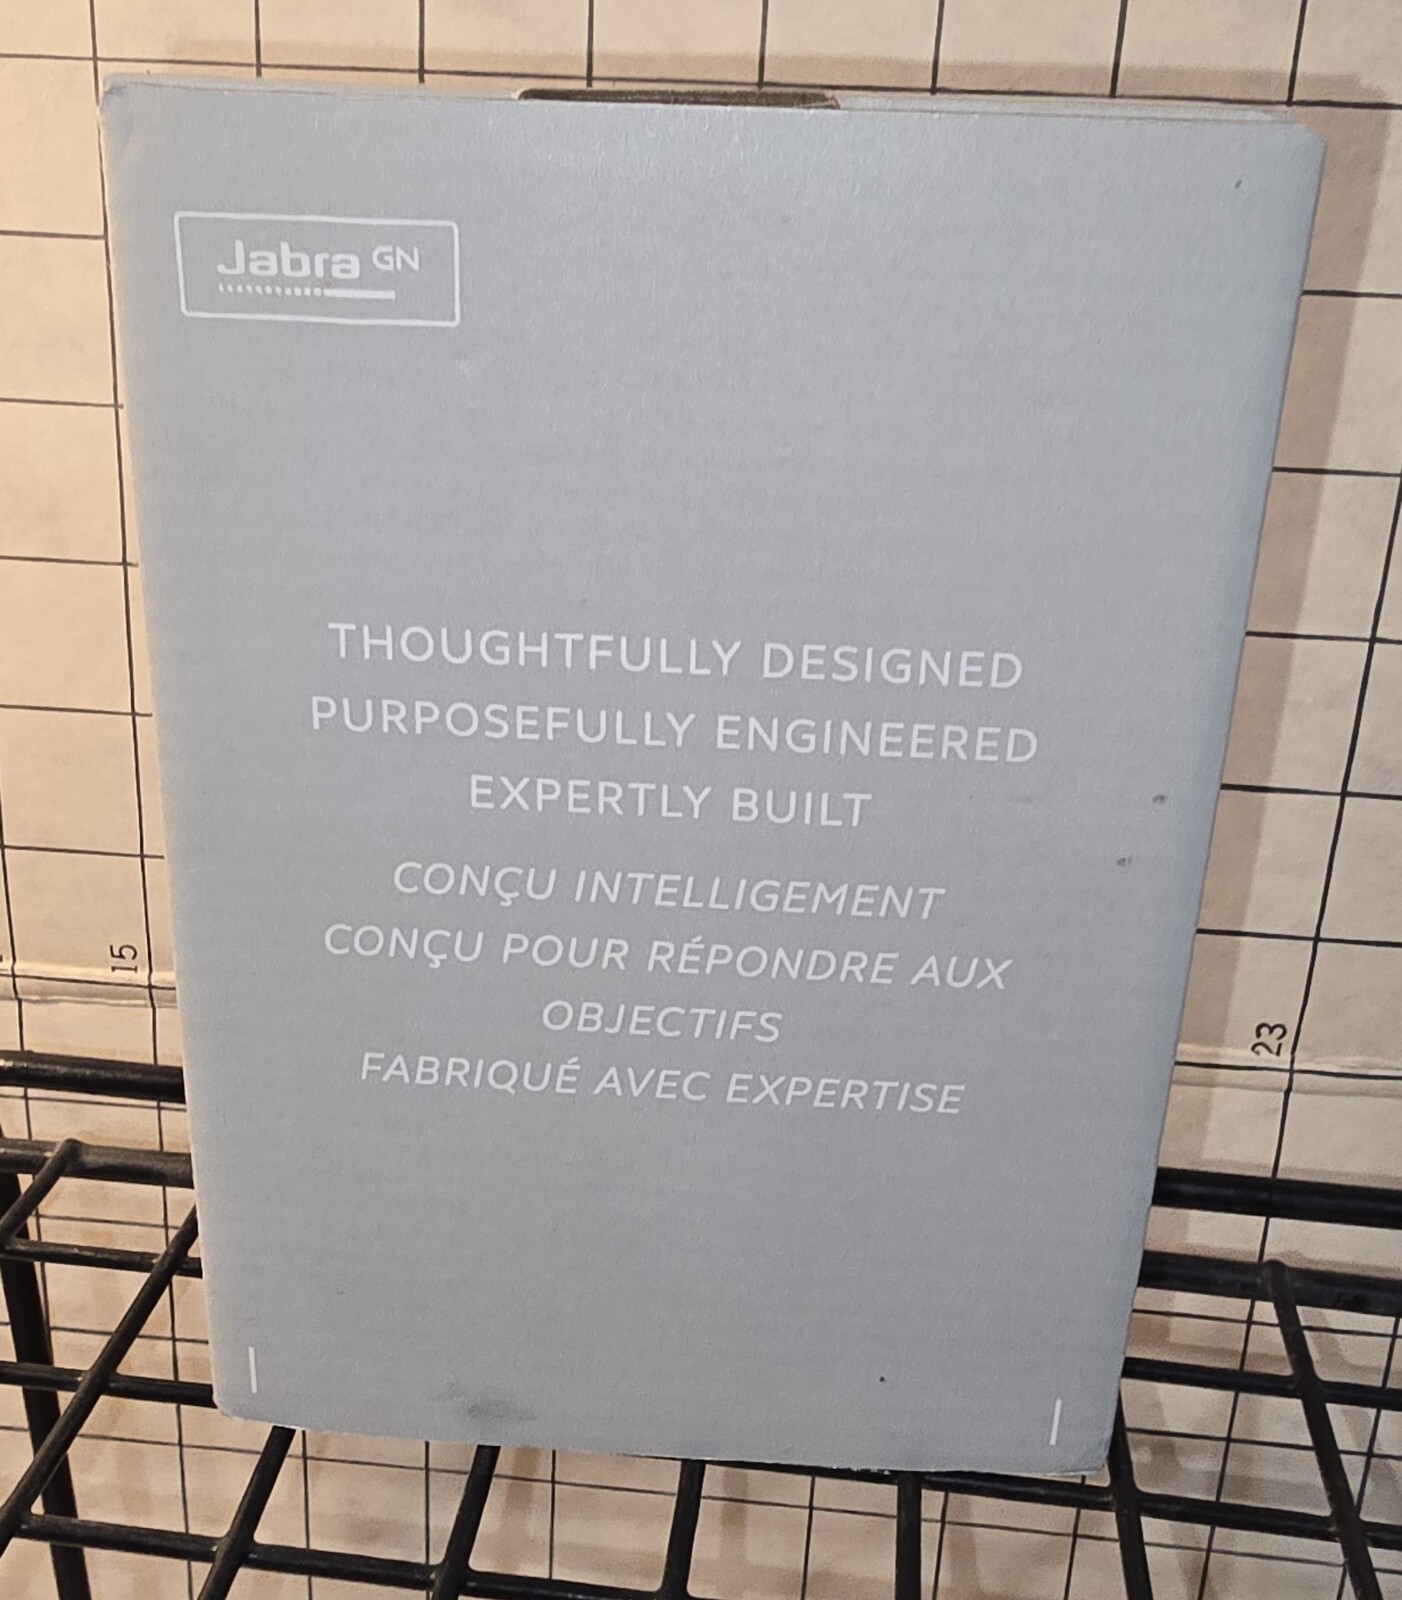 Jabra GN
THOUGHTFULLY DESIGNED
PURPOSEFULLY ENGINEERED
EXPERTLY BUILT
CONÇU INTELLIGEMENT
CONÇU POUR RÉPONDRE AUX
OBJECTIFS
FABRIQUÉ AVEC EXPERTISE
15
23